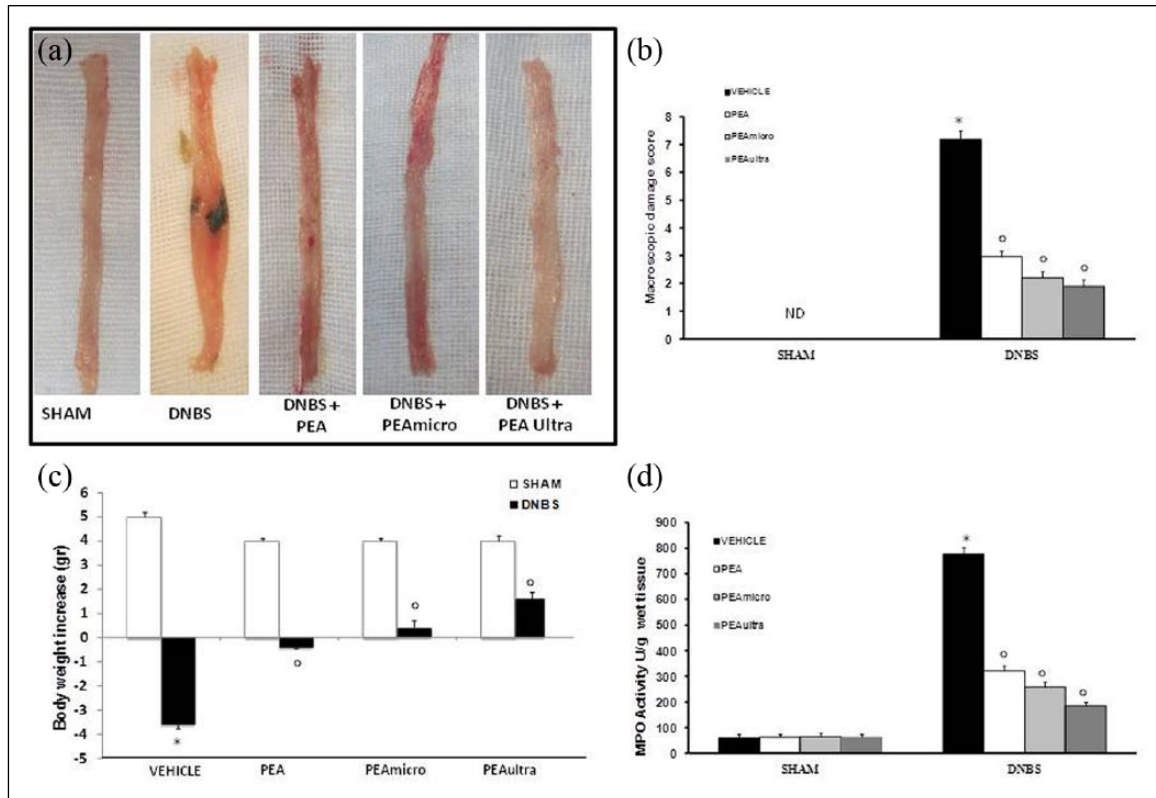 (a)
SHAM
DNBS
DNBS+
PEA
DNBS+
PEAmicro
DNBS+
PEA Ultra
(b)
VEHICLE
PEA
PEAmicro
PEAultra
Macroscopic damage score
8
7
6
5
4
3
2
1
0
*
° ° °
ND
SHAM
DNBS
(c)
SHAM
DNBS
Body weight increase (gr)
6
5
4
3
2
1
0
-1
-2
-3
-4
-5
*
° ° °
VEHICLE PEA PEAmicro PEAultra
(d)
VEHICLE
PEA
PEAmicro
PEAultra
MPO Activity U/g wet tissue
900
800
700
600
500
400
300
200
100
0
*
° ° °
SHAM
DNBS